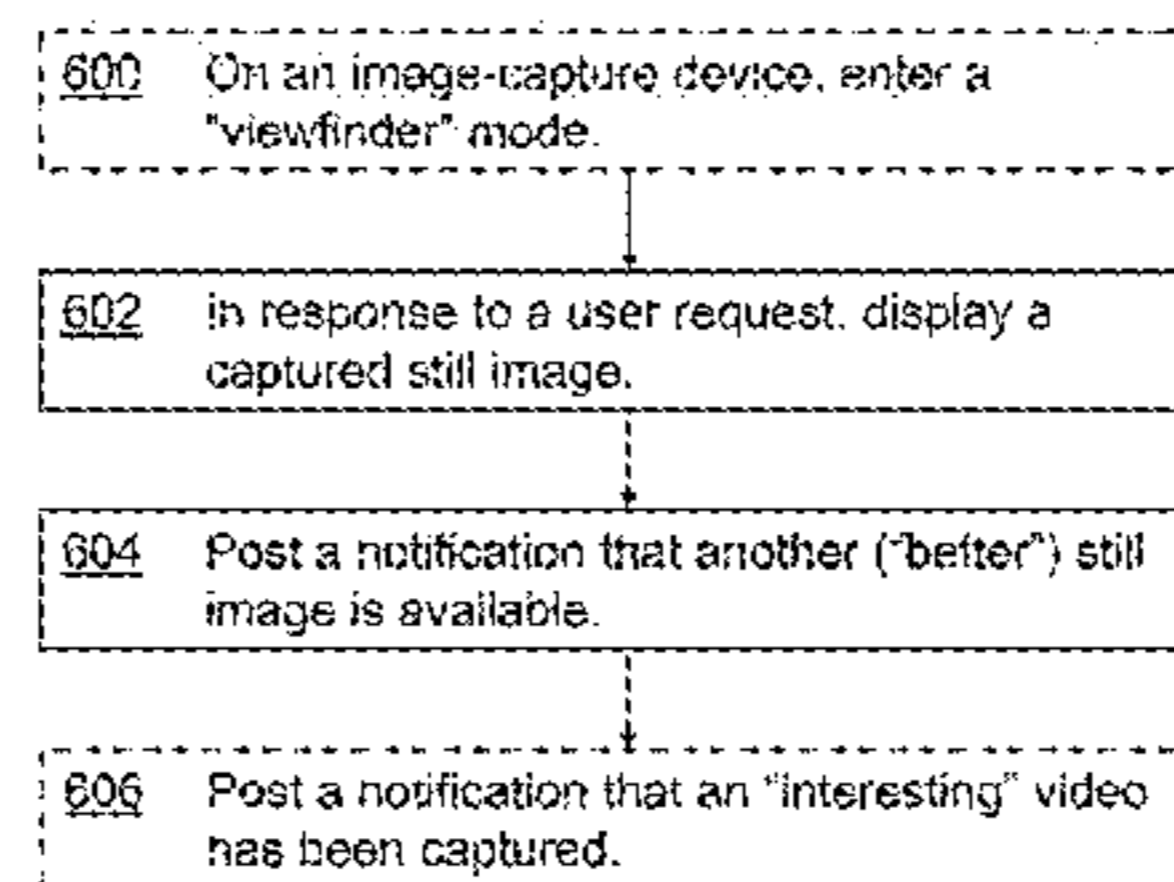 600 On an image-capture device, enter a
"viewfinder" mode.
602 In response to a user request, display a
captured still image.
604 Post a notification that another ("better") still
image is available.
606 Post a notification that an "interesting" video
has been captured.